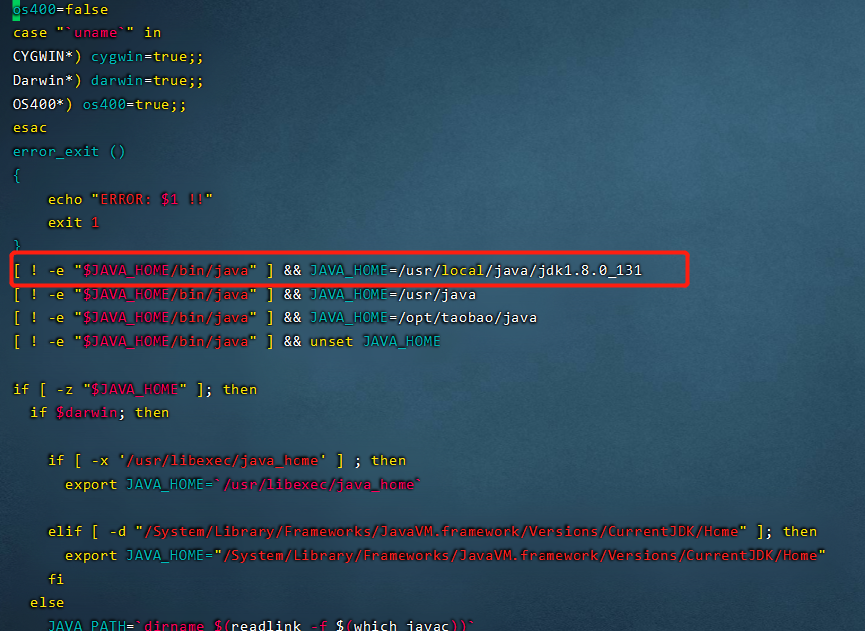 os400=false
case "`uname`" in
CYGWIN*) cygwin=true;;
Darwin*) darwin=true;;
OS400*) os400=true;;
esac
error_exit ()
{
    echo "ERROR: $1 !!"
    exit 1
}
[ ! -e "$JAVA_HOME/bin/java" ] && JAVA_HOME=/usr/local/java/jdk1.8.0_131
[ ! -e "$JAVA_HOME/bin/java" ] && JAVA_HOME=/usr/java
[ ! -e "$JAVA_HOME/bin/java" ] && JAVA_HOME=/opt/taobao/java
[ ! -e "$JAVA_HOME/bin/java" ] && unset JAVA_HOME

if [ -z "$JAVA_HOME" ]; then
  if $darwin; then

    if [ -x '/usr/libexec/java_home' ] ; then
      export JAVA_HOME=`/usr/libexec/java_home`

    elif [ -d "/System/Library/Frameworks/JavaVM.framework/Versions/CurrentJDK/Home" ]; then
      export JAVA_HOME="/System/Library/Frameworks/JavaVM.framework/Versions/CurrentJDK/Home"
    fi
  else
    JAVA_PATH=`dirname $(readlink -f $(which javac))`